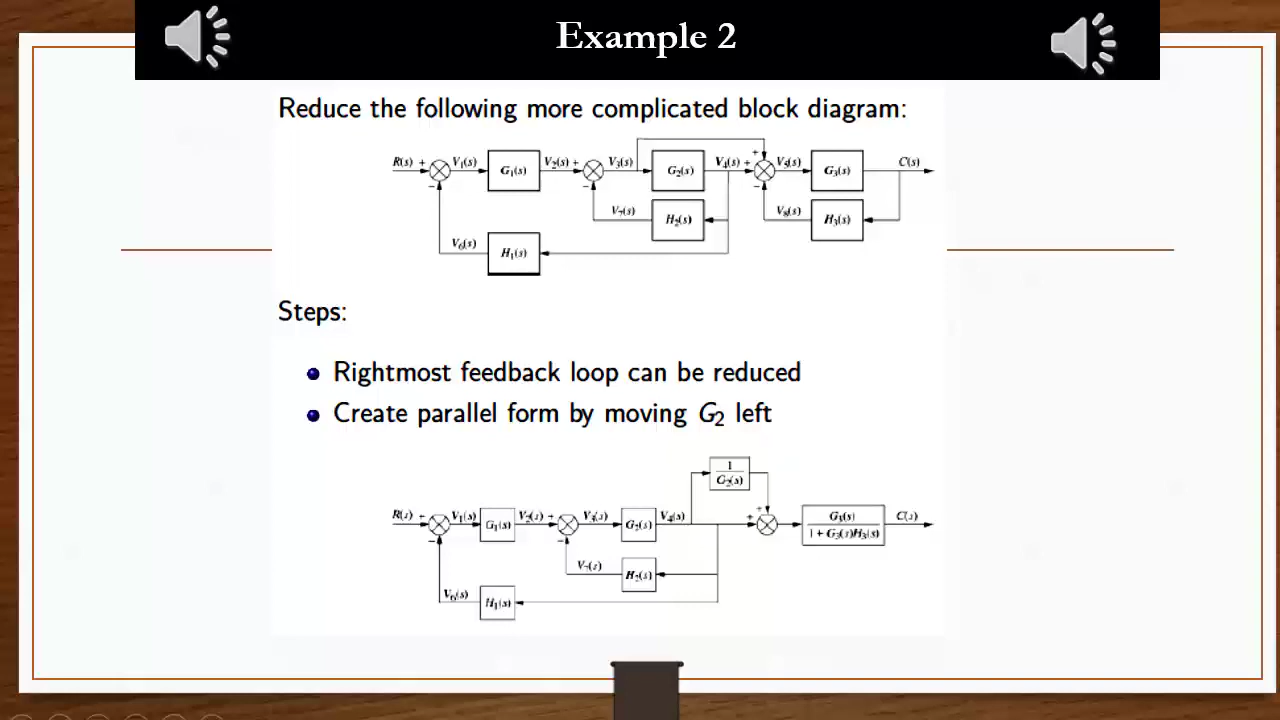 Example 2
Reduce the following more complicated block diagram:
R(s) + V₁(s) G₁(s) V₂(s) + V₃(s) G₂(s) V₄(s) + + V₅(s) G₃(s) C(s)
− − −
V₇(s) H₂(s) V₈(s) H₃(s)
V₆(s) H₁(s)
Steps:
Rightmost feedback loop can be reduced
Create parallel form by moving G₂ left
1
G₂(s)
R(s) + V₁(s) G₁(s) V₂(s) + V₃(s) G₂(s) V₄(s) + + G₃(s) C(s)
1 + G₃(s)H₃(s)
− −
V₇(s) H₂(s)
V₆(s) H₁(s)